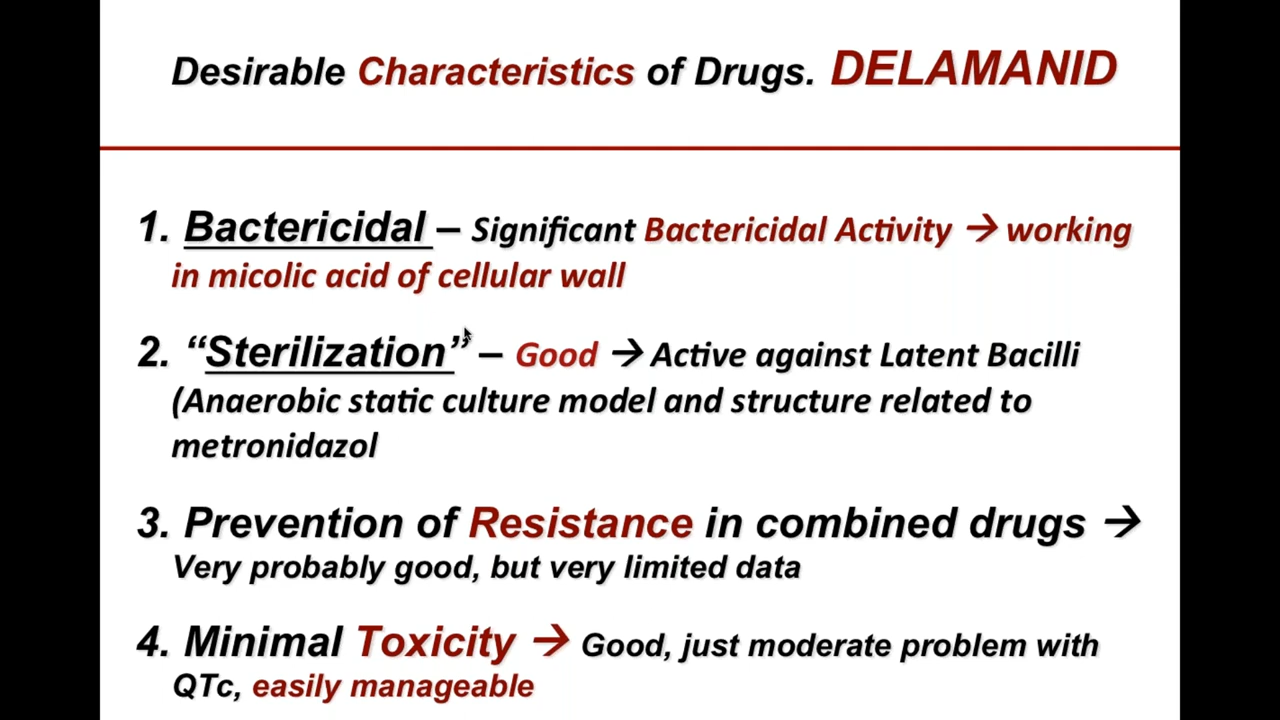 Desirable Characteristics of Drugs. DELAMANID
1. Bactericidal – Significant Bactericidal Activity → working
in micolic acid of cellular wall
2. “Sterilization” – Good → Active against Latent Bacilli
(Anaerobic static culture model and structure related to
metronidazol
3. Prevention of Resistance in combined drugs →
Very probably good, but very limited data
4. Minimal Toxicity → Good, just moderate problem with
QTc, easily manageable